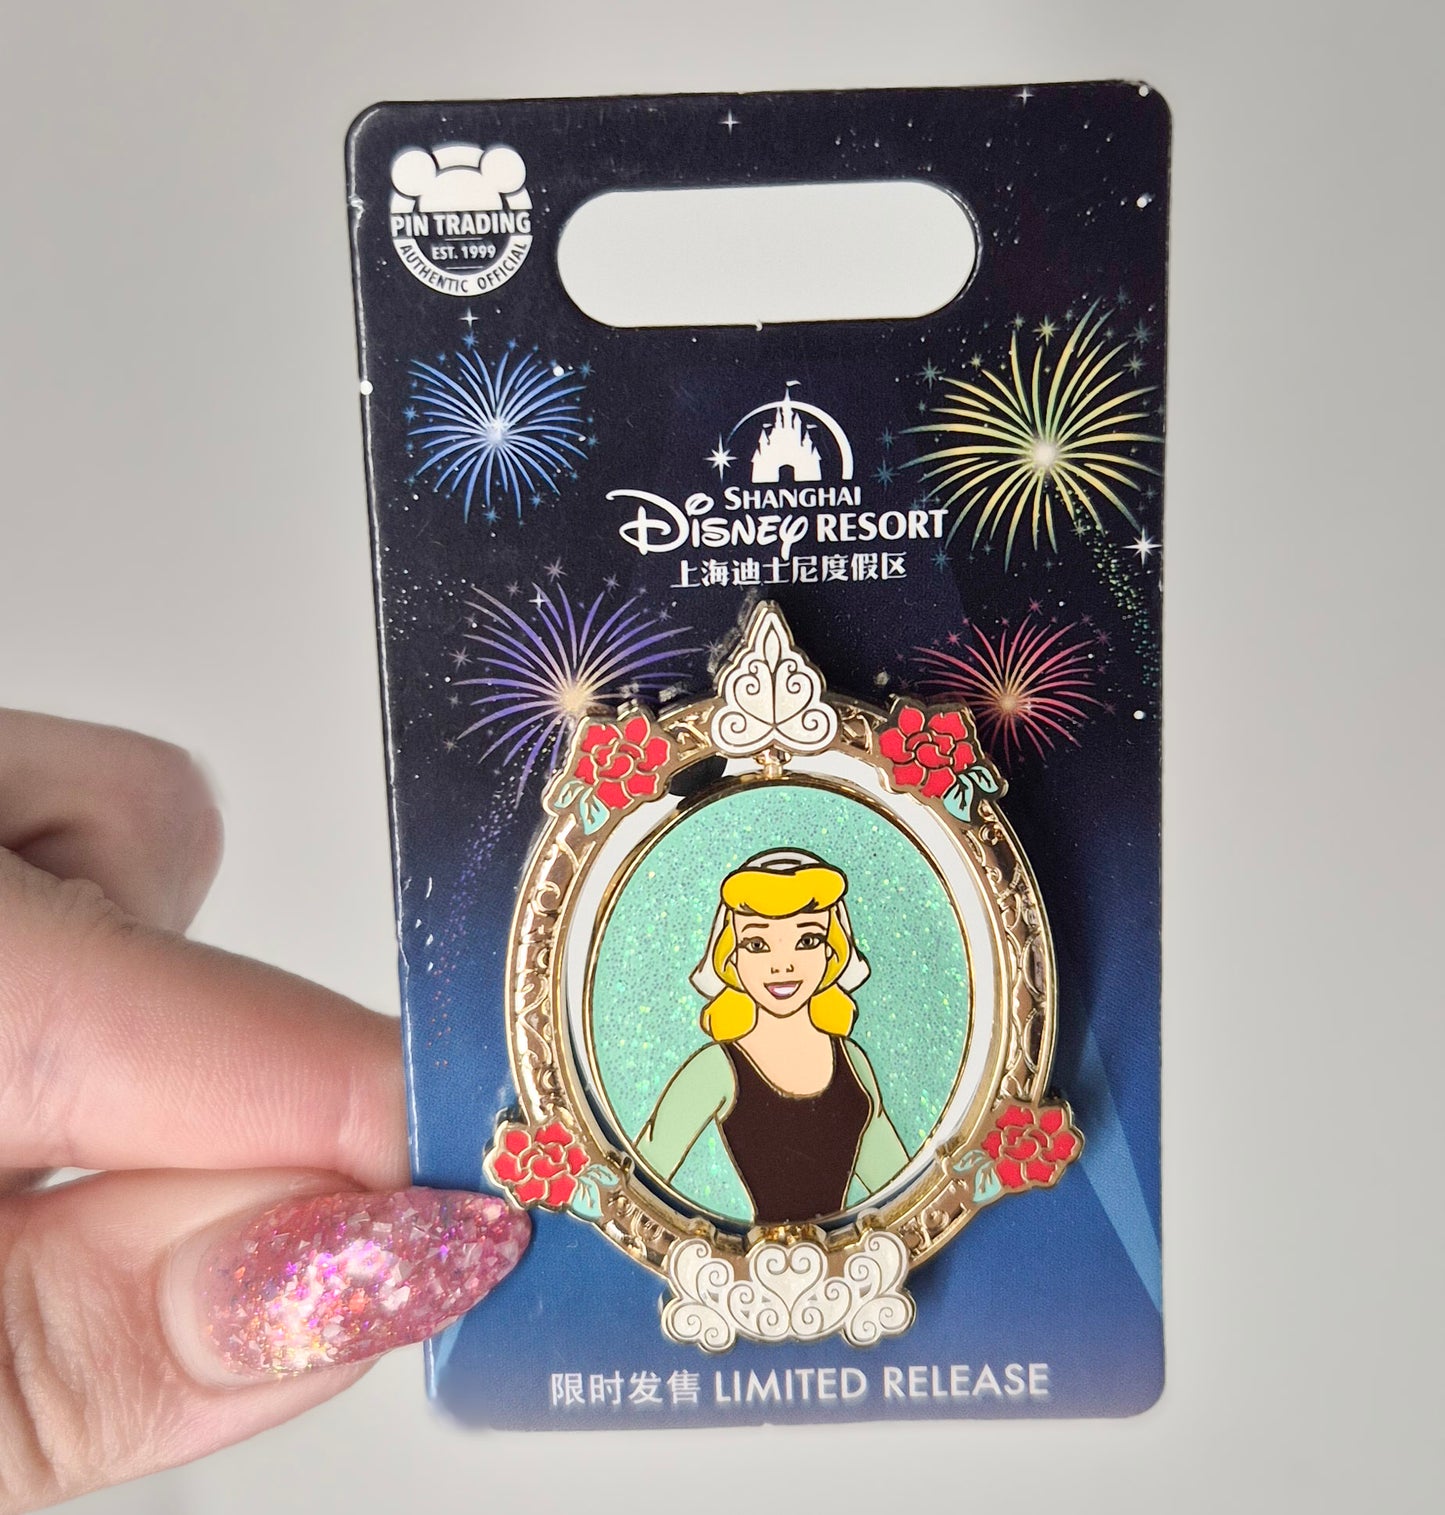 PIN TRADING
EST. 1999
AUTHENTIC OFFICIAL
SHANGHAI
Disney RESORT
上海迪士尼度假区
限时发售 LIMITED RELEASE